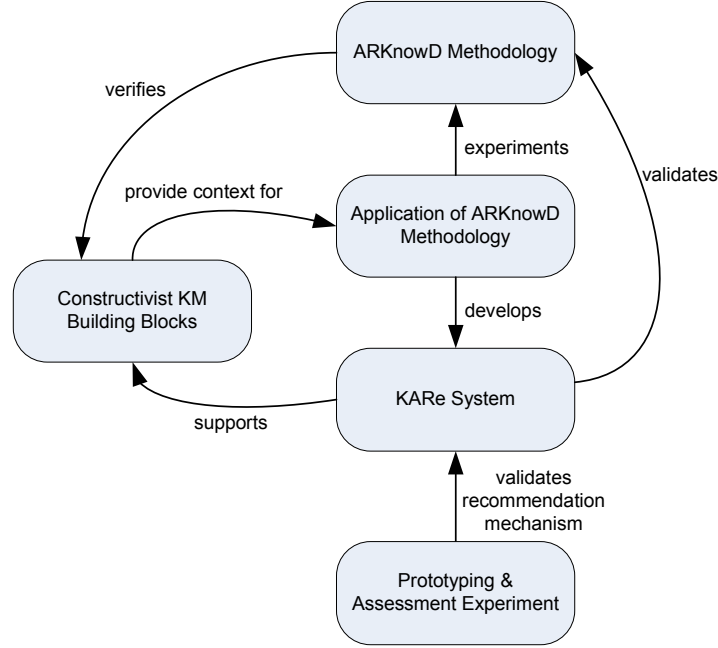 ARKnowD Methodology
verifies
experiments
validates
provide context for
Application of ARKnowD
Methodology
Constructivist KM
Building Blocks
develops
KARe System
supports
validates
recommendation
mechanism
Prototyping &
Assessment Experiment